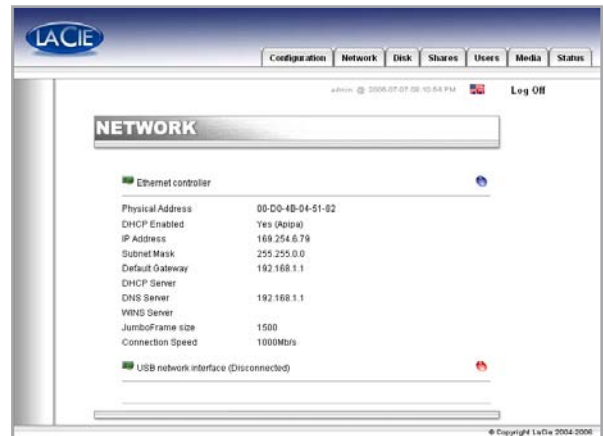 LACIE
Configuration Network Disk Shares Users Media Status
admin @ 2006-07-07 08:10:54 PM Log Off
NETWORK
Ethernet controller
Physical Address 00-D0-4B-04-51-82
DHCP Enabled Yes (Apipa)
IP Address 169.254.6.79
Subnet Mask 255.255.0.0
Default Gateway 192.168.1.1
DHCP Server
DNS Server 192.168.1.1
WINS Server
JumboFrame size 1500
Connection Speed 1000Mb/s
USB network interface (Disconnected)
© Copyright LaCie 2004-2006